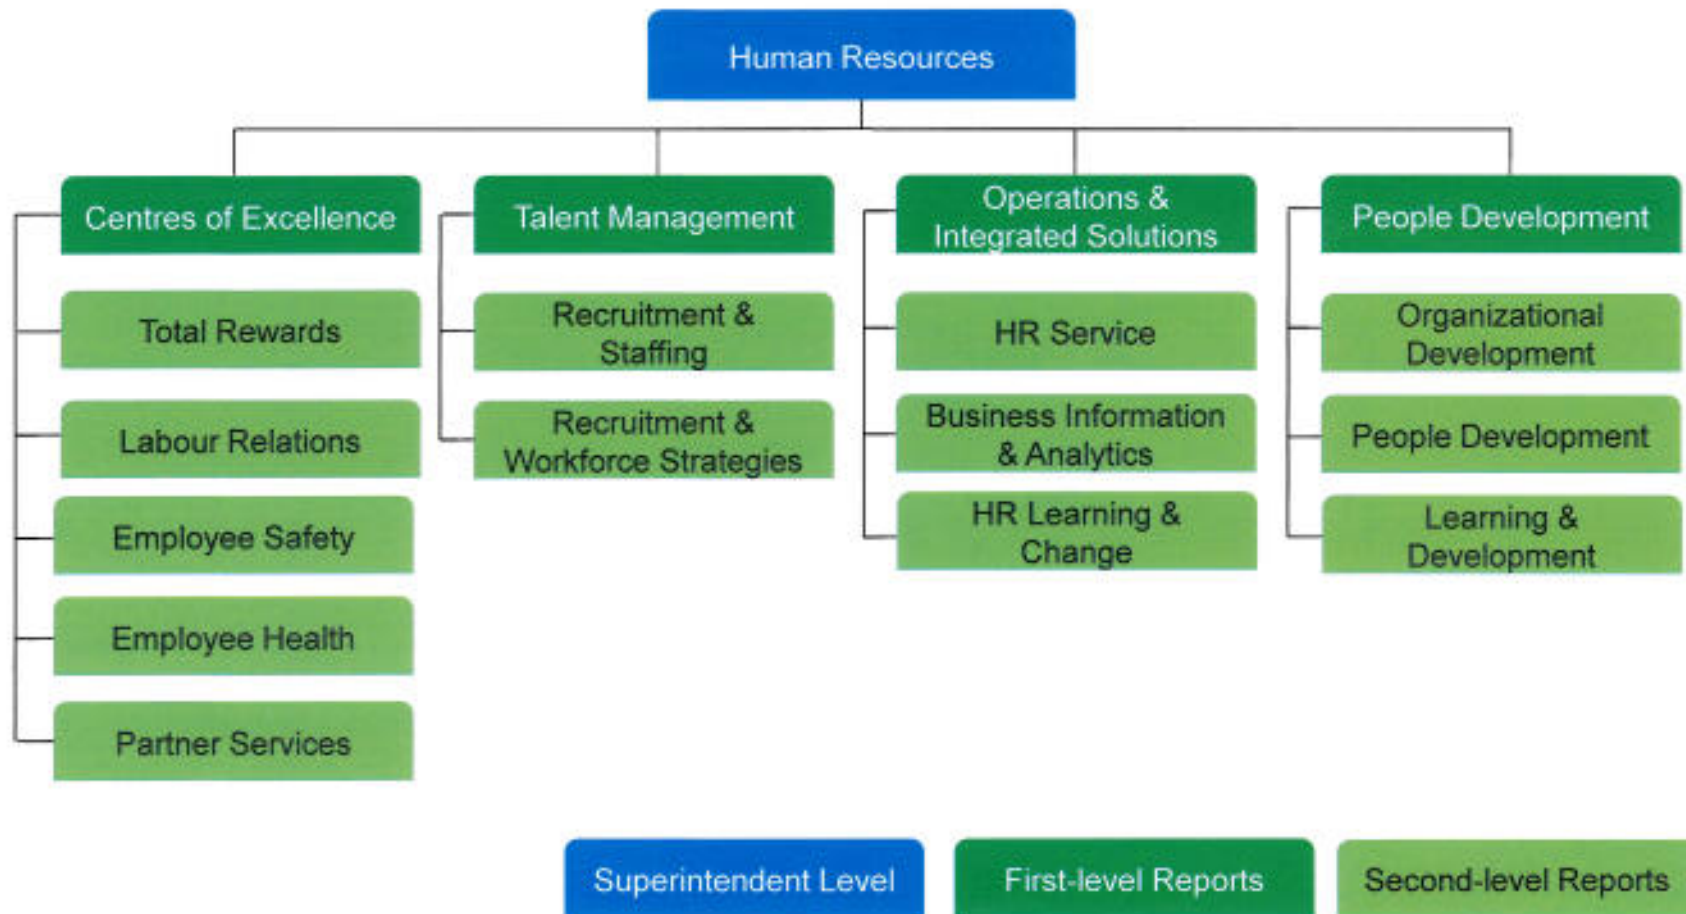 Human Resources
Centres of Excellence
Total Rewards
Labour Relations
Employee Safety
Employee Health
Partner Services
Talent Management
Recruitment &
Staffing
Recruitment &
Workforce Strategies
Operations &
Integrated Solutions
HR Service
Business Information
& Analytics
HR Learning &
Change
People Development
Organizational
Development
People Development
Learning &
Development
Superintendent Level
First-level Reports
Second-level Reports